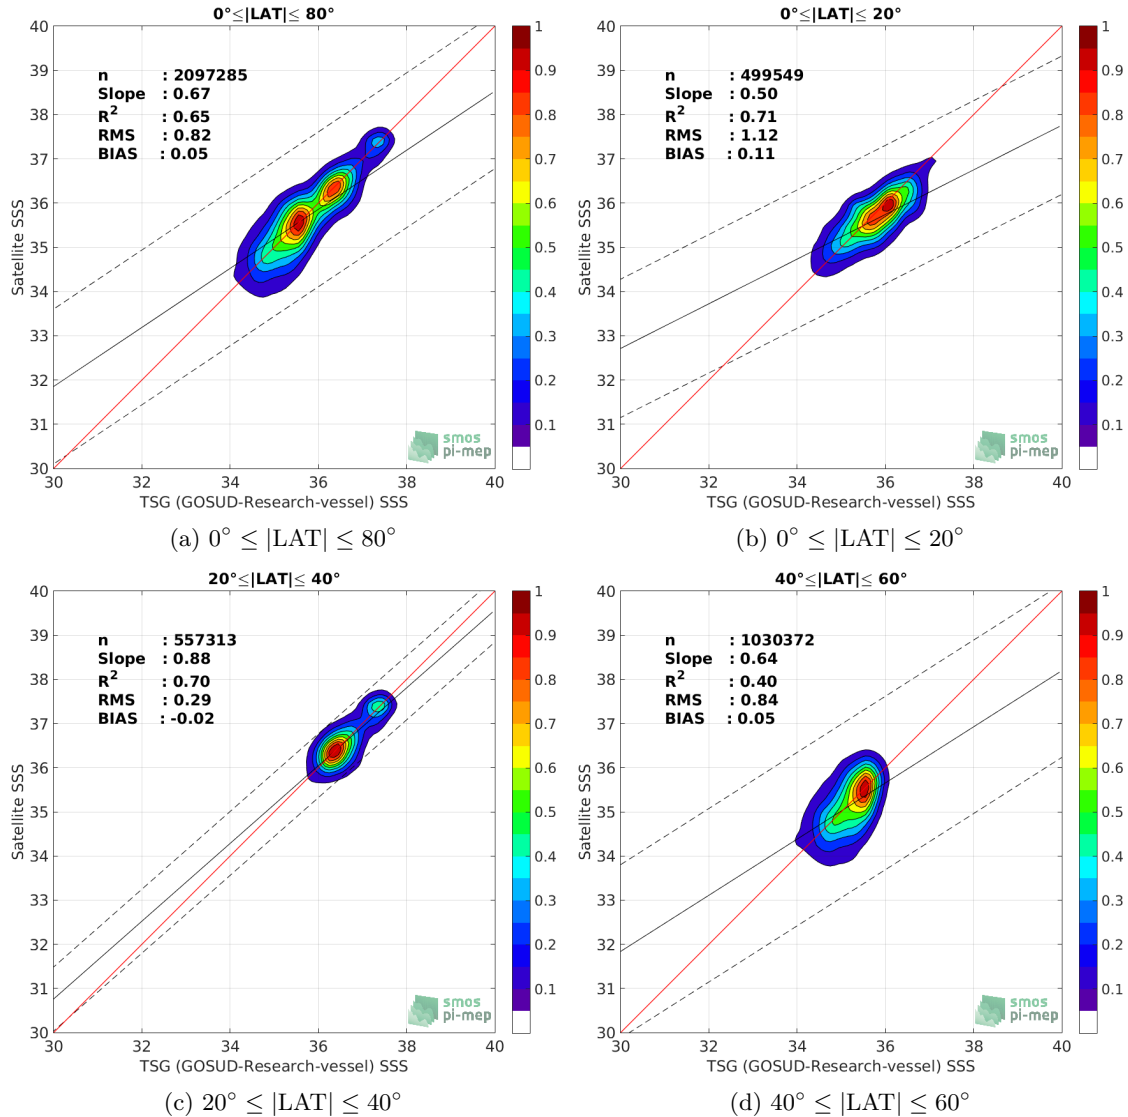 0°≤|LAT|≤ 80°
40
39
38
37
36
35
34
33
32
31
30
Satellite SSS
n : 2097285
Slope : 0.67
R² : 0.65
RMS : 0.82
BIAS : 0.05
smos
pi-mep
30 32 34 36 38 40
TSG (GOSUD-Research-vessel) SSS
1
0.9
0.8
0.7
0.6
0.5
0.4
0.3
0.2
0.1
(a) 0° ≤ |LAT| ≤ 80°
0°≤|LAT|≤ 20°
40
39
38
37
36
35
34
33
32
31
30
Satellite SSS
n : 499549
Slope : 0.50
R² : 0.71
RMS : 1.12
BIAS : 0.11
smos
pi-mep
30 32 34 36 38 40
TSG (GOSUD-Research-vessel) SSS
1
0.9
0.8
0.7
0.6
0.5
0.4
0.3
0.2
0.1
(b) 0° ≤ |LAT| ≤ 20°
20°≤|LAT|≤ 40°
40
39
38
37
36
35
34
33
32
31
30
Satellite SSS
n : 557313
Slope : 0.88
R² : 0.70
RMS : 0.29
BIAS : -0.02
smos
pi-mep
30 32 34 36 38 40
TSG (GOSUD-Research-vessel) SSS
1
0.9
0.8
0.7
0.6
0.5
0.4
0.3
0.2
0.1
(c) 20° ≤ |LAT| ≤ 40°
40°≤|LAT|≤ 60°
40
39
38
37
36
35
34
33
32
31
30
Satellite SSS
n : 1030372
Slope : 0.64
R² : 0.40
RMS : 0.84
BIAS : 0.05
smos
pi-mep
30 32 34 36 38 40
TSG (GOSUD-Research-vessel) SSS
1
0.9
0.8
0.7
0.6
0.5
0.4
0.3
0.2
0.1
(d) 40° ≤ |LAT| ≤ 60°